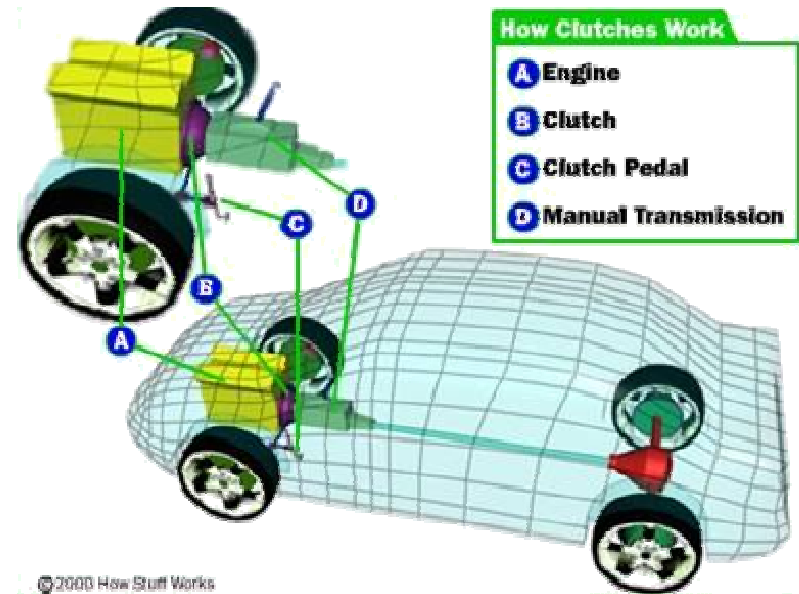 How Clutches Work
A Engine
B Clutch
C Clutch Pedal
D Manual Transmission
D
C
B
A
©2000 How Stuff Works